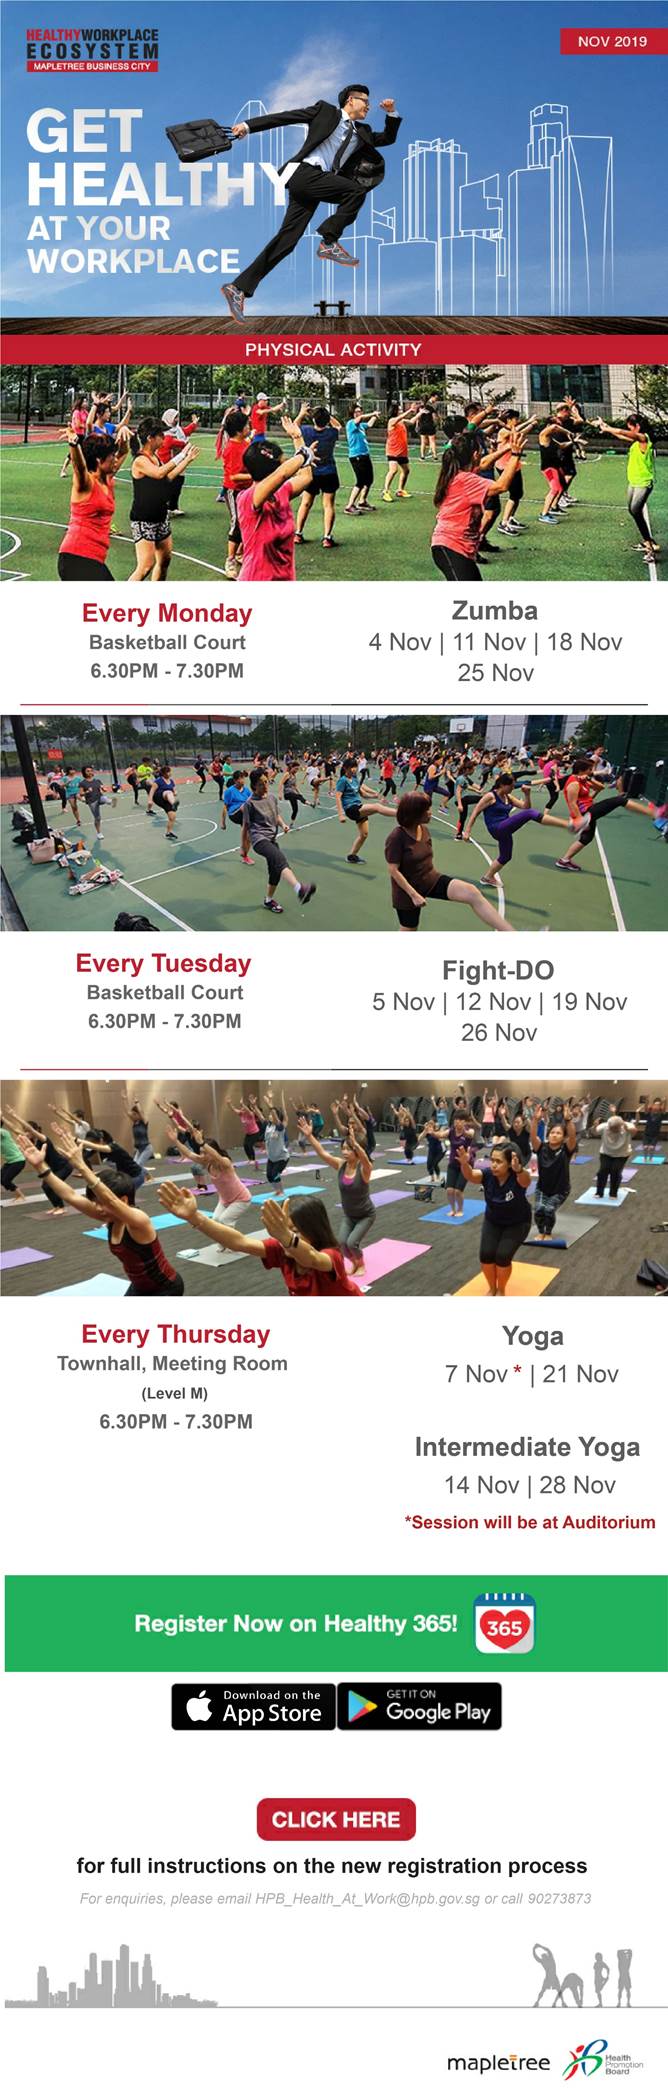 HEALTHYWORKPLACE
ECOSYSTEM
MAPLETREE BUSINESS CITY
NOV 2019
GET
HEALTHY
AT YOUR
WORKPLACE
PHYSICAL ACTIVITY
Every Monday
Basketball Court
6.30PM - 7.30PM
Zumba
4 Nov | 11 Nov | 18 Nov
25 Nov
Every Tuesday
Basketball Court
6.30PM - 7.30PM
Fight-DO
5 Nov | 12 Nov | 19 Nov
26 Nov
Every Thursday
Townhall, Meeting Room
(Level M)
6.30PM - 7.30PM
Yoga
7 Nov * | 21 Nov
Intermediate Yoga
14 Nov | 28 Nov
*Session will be at Auditorium
Register Now on Healthy 365!
365
Download on the
App Store
GET IT ON
Google Play
CLICK HERE
for full instructions on the new registration process
For enquiries, please email HPB_Health_At_Work@hpb.gov.sg or call 90273873
mapletree
Health
Promotion
Board